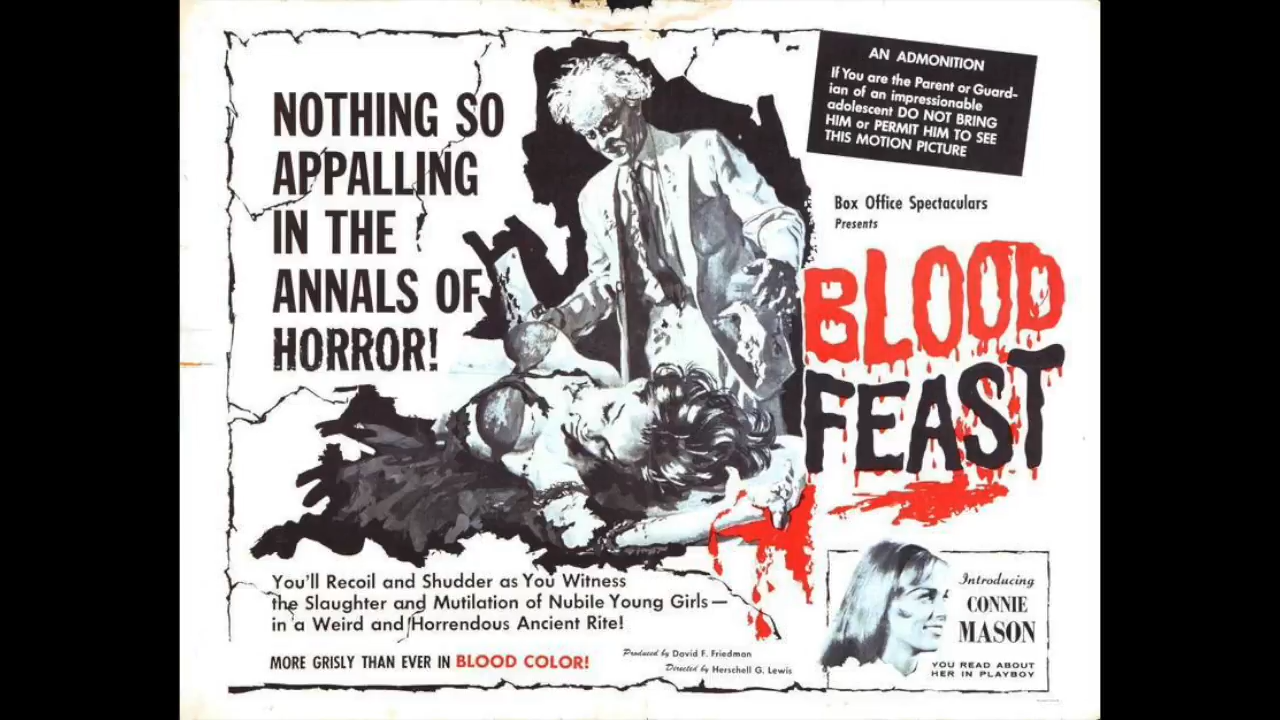 NOTHING SO
APPALLING
IN THE
ANNALS OF
HORROR!
AN ADMONITION
If You are the Parent or Guard-
ian of an impressionable
adolescent DO NOT BRING
HIM or PERMIT HIM TO SEE
THIS MOTION PICTURE
Box Office Spectaculars
Presents
BLOOD
FEAST
You'll Recoil and Shudder as You Witness
the Slaughter and Mutilation of Nubile Young Girls—
in a Weird and Horrendous Ancient Rite!
MORE GRISLY THAN EVER IN BLOOD COLOR!
Produced by David F. Friedman
Directed by Herschell G. Lewis
Introducing
CONNIE
MASON
YOU READ ABOUT
HER IN PLAYBOY